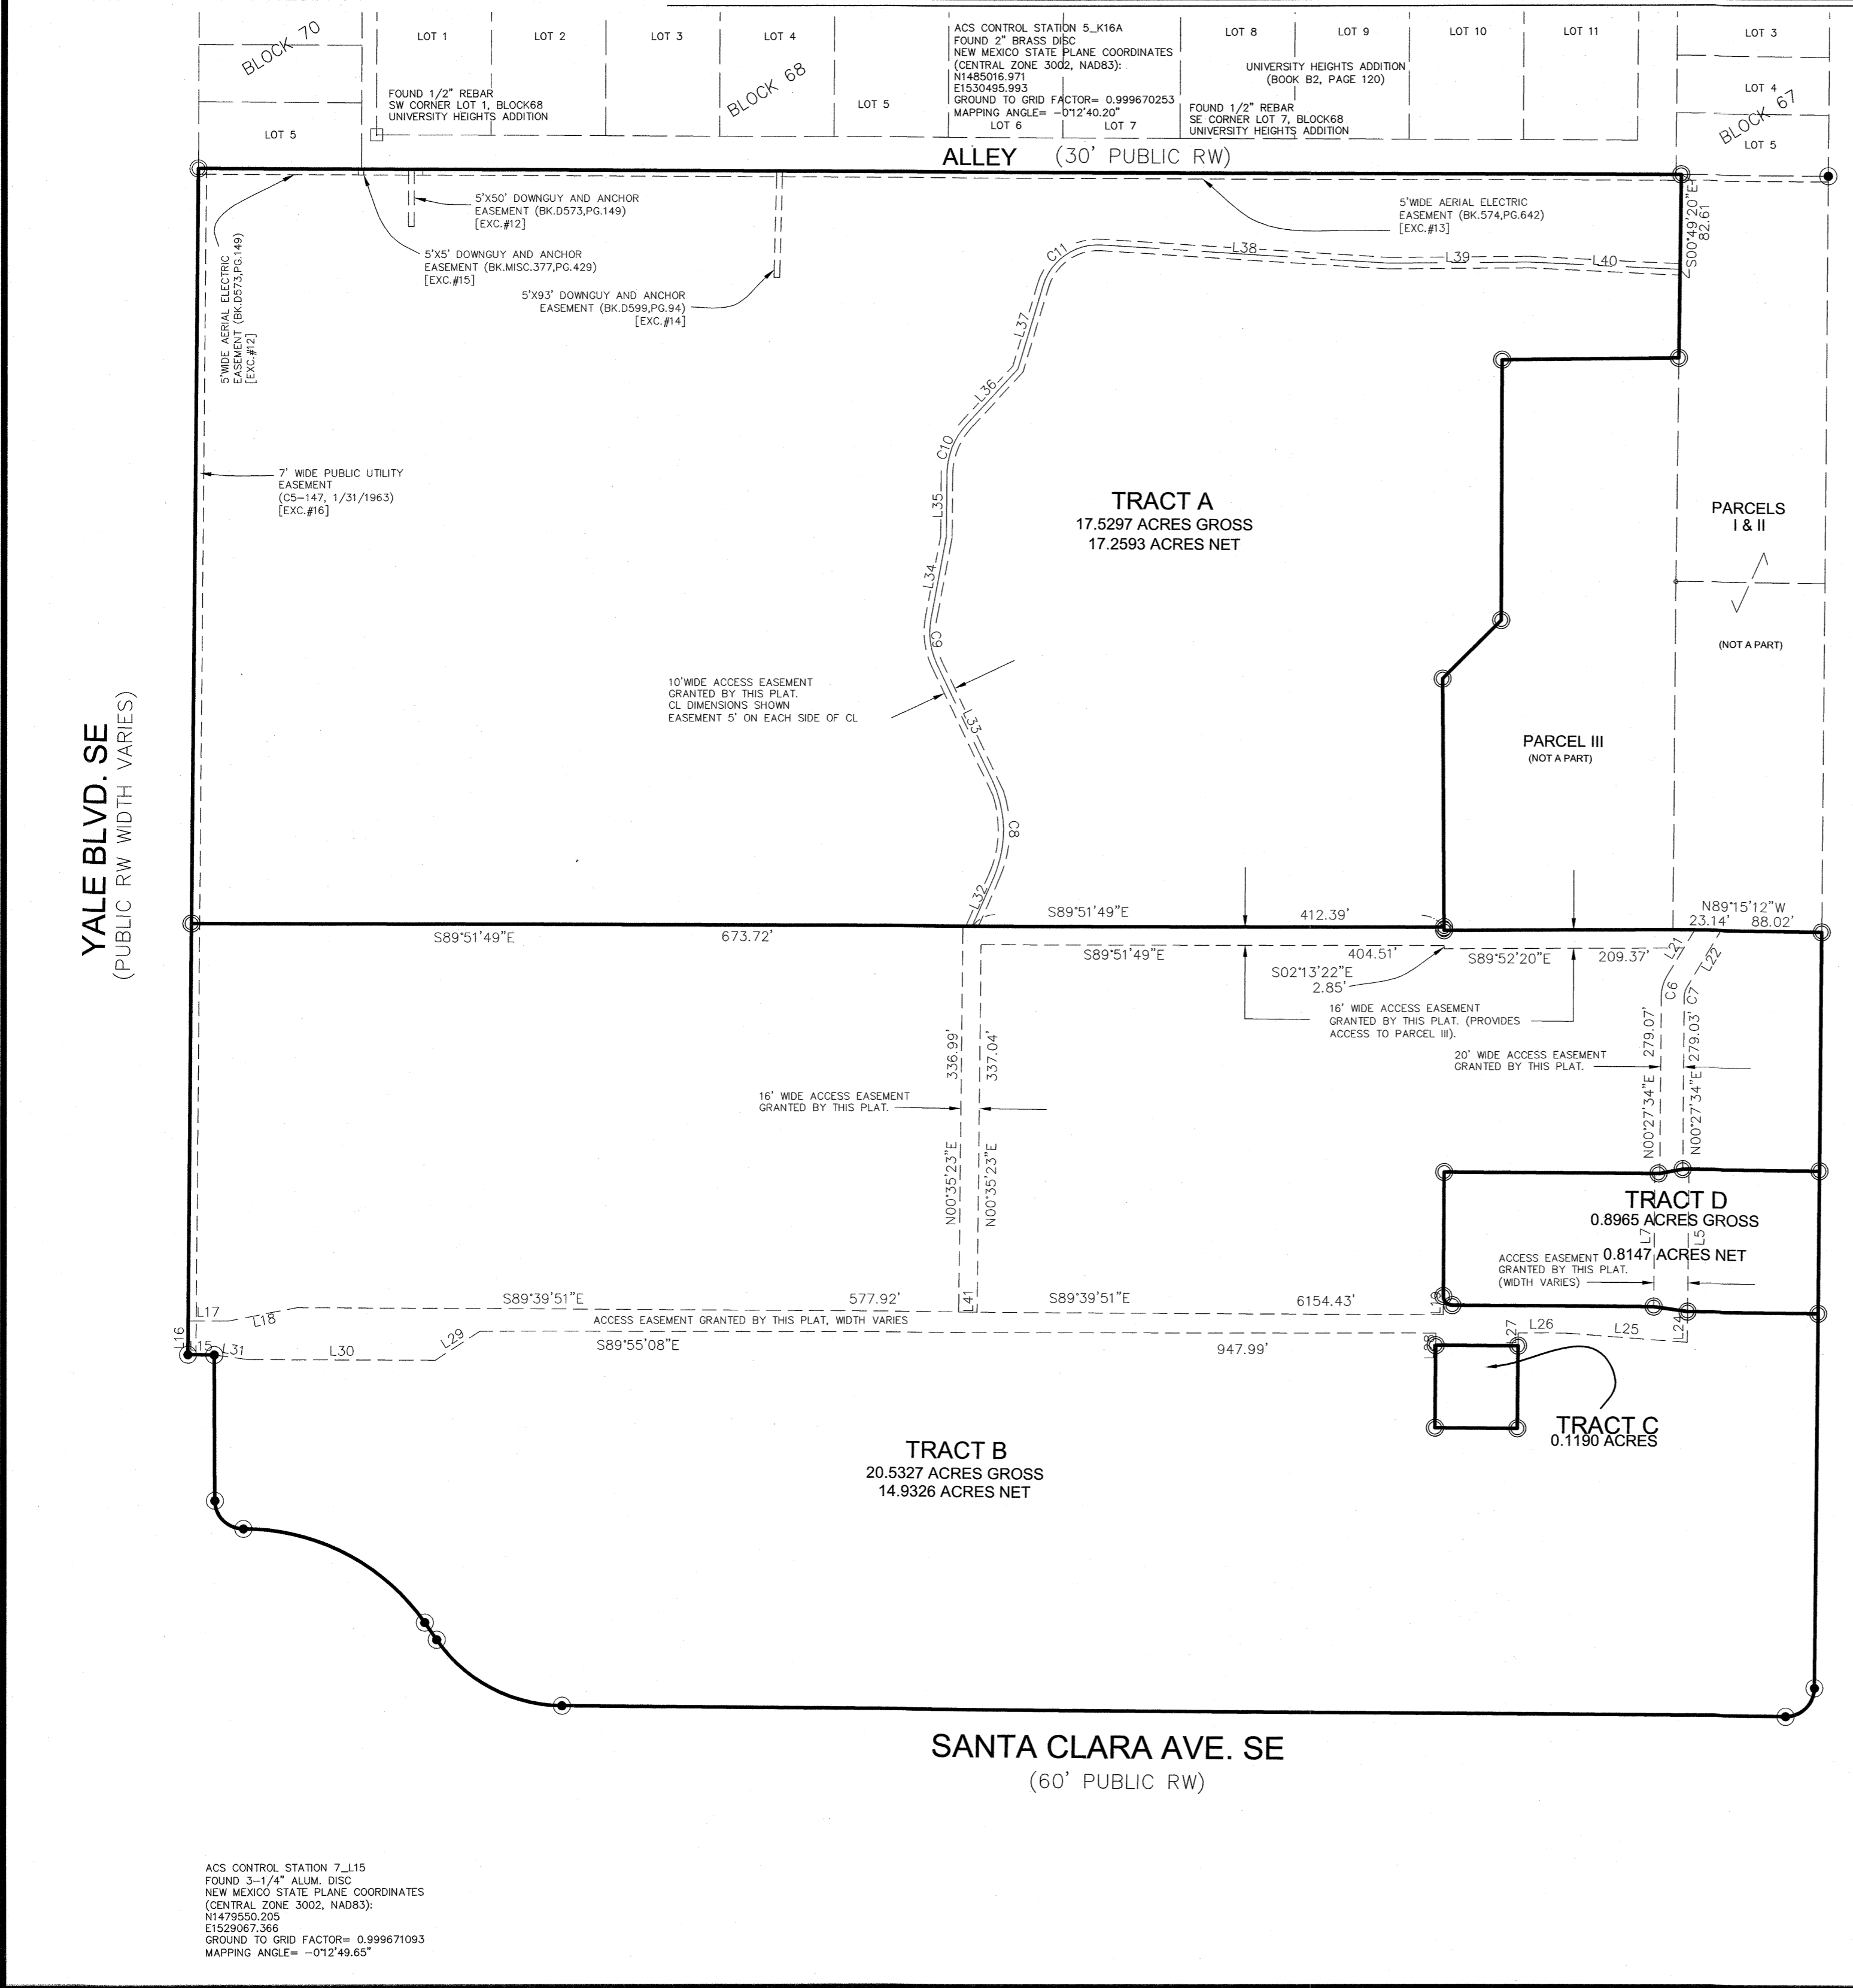 BLOCK 70
LOT 5
LOT 1
LOT 2
LOT 3
LOT 4
BLOCK 68
LOT 5
FOUND 1/2" REBAR
SW CORNER LOT 1, BLOCK68
UNIVERSITY HEIGHTS ADDITION
ACS CONTROL STATION 5_K16A
FOUND 2" BRASS DISC
NEW MEXICO STATE PLANE COORDINATES
(CENTRAL ZONE 3002, NAD83):
N1485016.971
E1530495.993
GROUND TO GRID FACTOR= 0.999670253
MAPPING ANGLE= -0°12'40.20"
LOT 6
LOT 7
LOT 8
LOT 9
LOT 10
LOT 11
UNIVERSITY HEIGHTS ADDITION
(BOOK B2, PAGE 120)
FOUND 1/2" REBAR
SE CORNER LOT 7, BLOCK68
UNIVERSITY HEIGHTS ADDITION
LOT 3
LOT 4
BLOCK 67
LOT 5
ALLEY (30' PUBLIC RW)
5'WIDE AERIAL ELECTRIC
EASEMENT (BK.D573,PG.149)
[EXC.#12]
5'X50' DOWNGUY AND ANCHOR
EASEMENT (BK.D573,PG.149)
[EXC.#12]
5'X5' DOWNGUY AND ANCHOR
EASEMENT (BK.MISC.377,PG.429)
[EXC.#15]
5'X93' DOWNGUY AND ANCHOR
EASEMENT (BK.D599,PG.94)
[EXC.#14]
5'WIDE AERIAL ELECTRIC
EASEMENT (BK.574,PG.642)
[EXC.#13]
S00°49'20"E
82.61
C11
L38
L39
L40
L37
L36
C10
L35
L34
C9
L33
C8
L32
7' WIDE PUBLIC UTILITY
EASEMENT
(C5-147, 1/31/1963)
[EXC.#16]
TRACT A
17.5297 ACRES GROSS
17.2593 ACRES NET
PARCELS
I & II
(NOT A PART)
10'WIDE ACCESS EASEMENT
GRANTED BY THIS PLAT.
CL DIMENSIONS SHOWN
EASEMENT 5' ON EACH SIDE OF CL
PARCEL III
(NOT A PART)
YALE BLVD. SE
(PUBLIC RW WIDTH VARIES)
S89°51'49"E
673.72'
S89°51'49"E
412.39'
N89°15'12"W
23.14'
88.02'
S89°51'49"E
404.51'
S02°13'22"E
2.85'
S89°52'20"E
209.37'
L21
L22
C6
C7
16' WIDE ACCESS EASEMENT
GRANTED BY THIS PLAT. (PROVIDES
ACCESS TO PARCEL III).
20' WIDE ACCESS EASEMENT
GRANTED BY THIS PLAT.
N00°27'34"E 279.07'
N00°27'34"E 279.03'
16' WIDE ACCESS EASEMENT
GRANTED BY THIS PLAT.
N00°35'23"E
336.99'
N00°35'23"E
337.04'
TRACT D
0.8965 ACRES GROSS
0.8147 ACRES NET
L7
L5
ACCESS EASEMENT
GRANTED BY THIS PLAT.
(WIDTH VARIES)
L17
L18
S89°39'51"E
577.92'
L41
S89°39'51"E
6154.43'
ACCESS EASEMENT GRANTED BY THIS PLAT, WIDTH VARIES
L16
L15
L31
L30
L29
S89°55'08"E
947.99'
L27
L26
L25
L24
TRACT C
0.1190 ACRES
TRACT B
20.5327 ACRES GROSS
14.9326 ACRES NET
SANTA CLARA AVE. SE
(60' PUBLIC RW)
ACS CONTROL STATION 7_L15
FOUND 3-1/4" ALUM. DISC
NEW MEXICO STATE PLANE COORDINATES
(CENTRAL ZONE 3002, NAD83):
N1479550.205
E1529067.366
GROUND TO GRID FACTOR= 0.999671093
MAPPING ANGLE= -0°12'49.65"